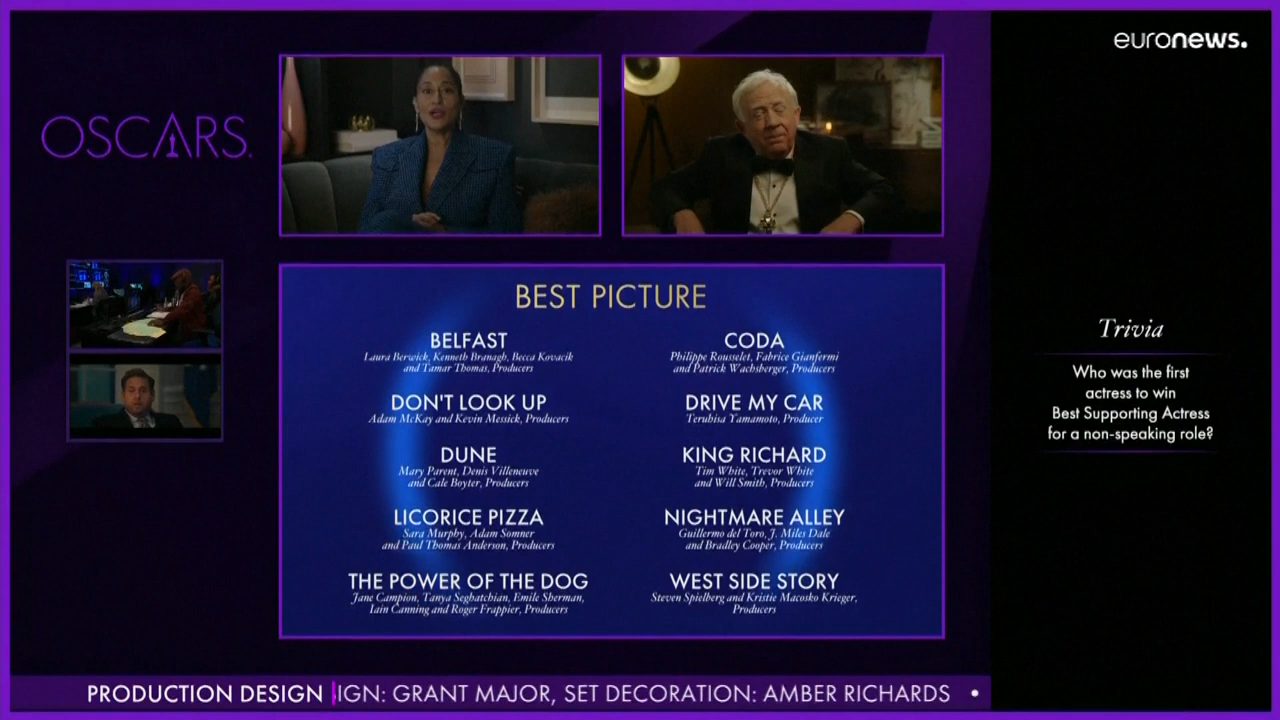 euronews.
OSCARS.
BEST PICTURE
BELFAST
Laura Berwick, Kenneth Branagh, Becca Kovacik
and Tamar Thomas, Producers
DON'T LOOK UP
Adam McKay and Kevin Messick, Producers
DUNE
Mary Parent, Denis Villeneuve
and Cale Boyter, Producers
LICORICE PIZZA
Sara Murphy, Adam Somner
and Paul Thomas Anderson, Producers
THE POWER OF THE DOG
Jane Campion, Tanya Seghatchian, Emile Sherman,
Iain Canning and Roger Frappier, Producers
CODA
Philippe Rousselet, Fabrice Gianfermi
and Patrick Wachsberger, Producers
DRIVE MY CAR
Teruhisa Yamamoto, Producer
KING RICHARD
Tim White, Trevor White
and Will Smith, Producers
NIGHTMARE ALLEY
Guillermo del Toro, J. Miles Dale
and Bradley Cooper, Producers
WEST SIDE STORY
Steven Spielberg and Kristie Macosko Krieger,
Producers
Trivia
Who was the first
actress to win
Best Supporting Actress
for a non-speaking role?
PRODUCTION DESIGN IGN: GRANT MAJOR, SET DECORATION: AMBER RICHARDS •